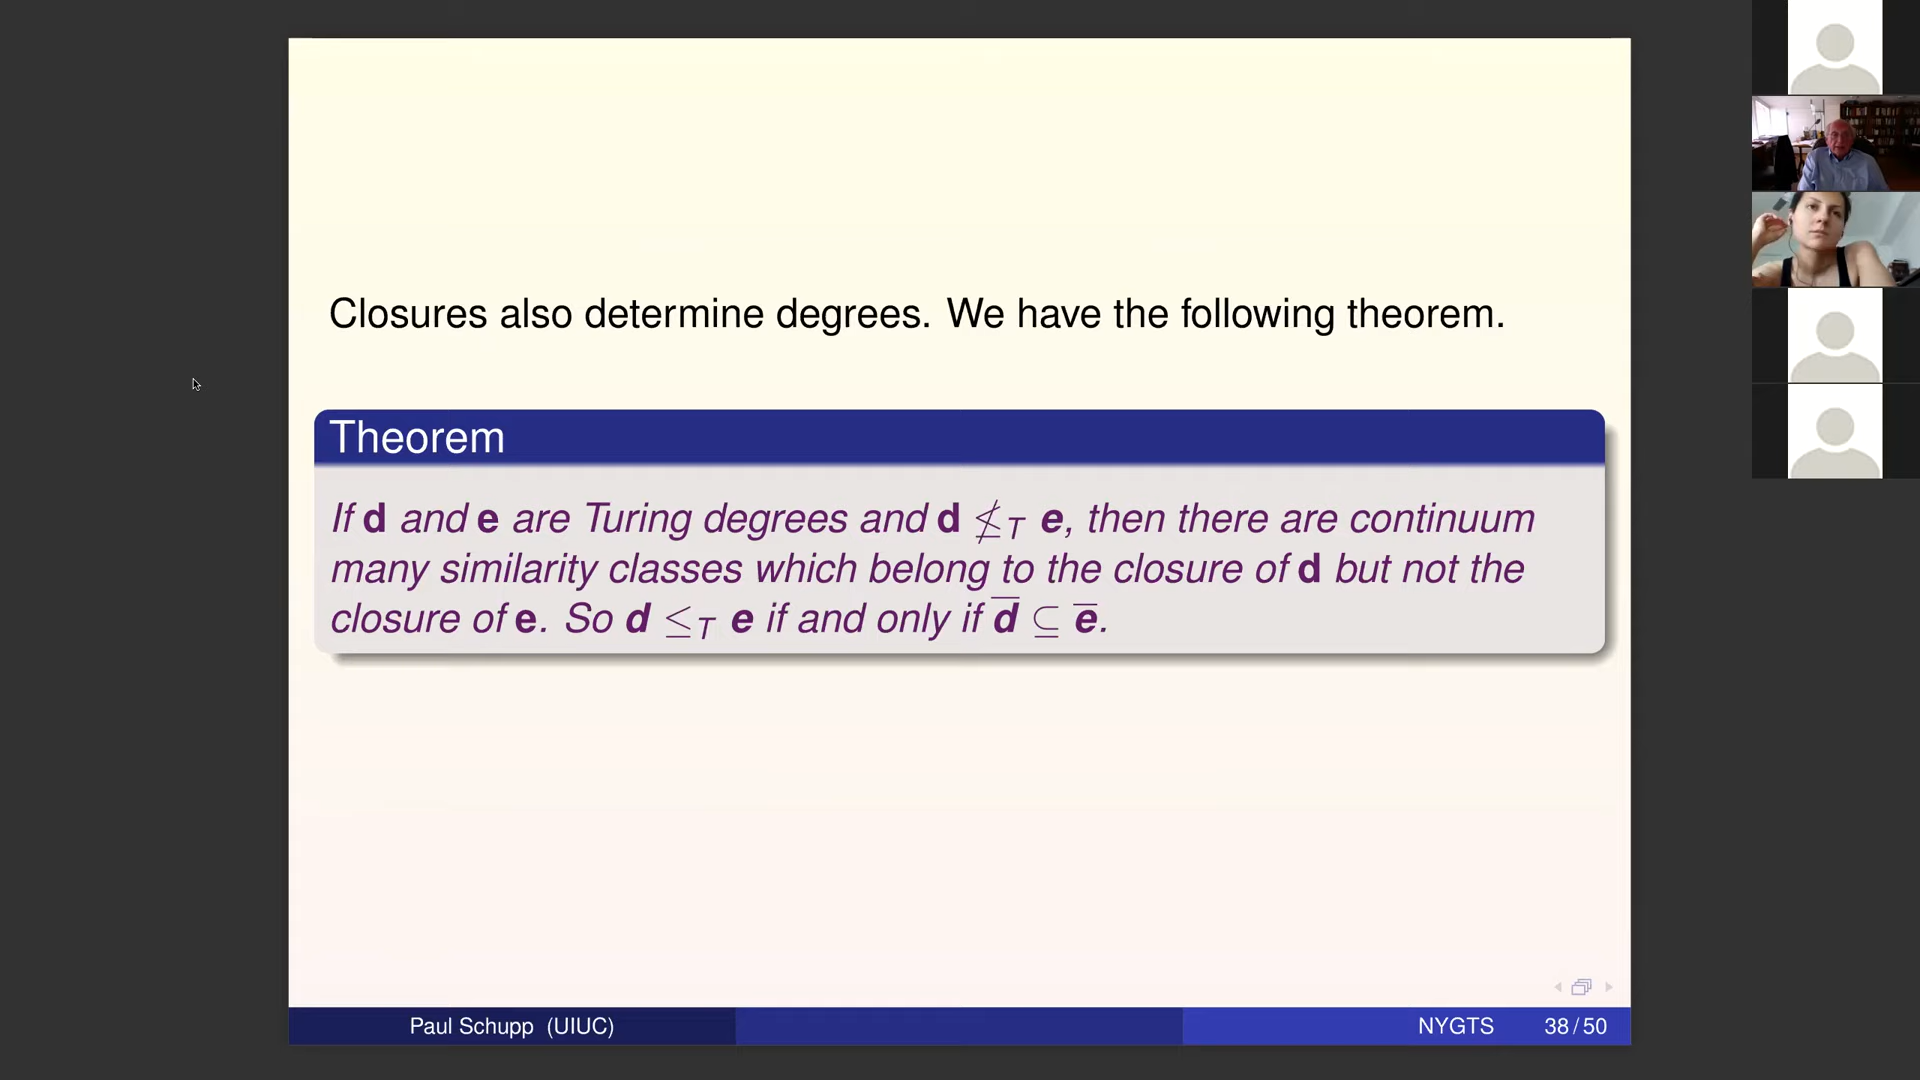 Closures also determine degrees. We have the following theorem.
Theorem
If d and e are Turing degrees and d ≰_T e, then there are continuum
many similarity classes which belong to the closure of d but not the
closure of e. So d ≤_T e if and only if d̅ ⊆ e̅.
Paul Schupp (UIUC)
NYGTS 38 / 50